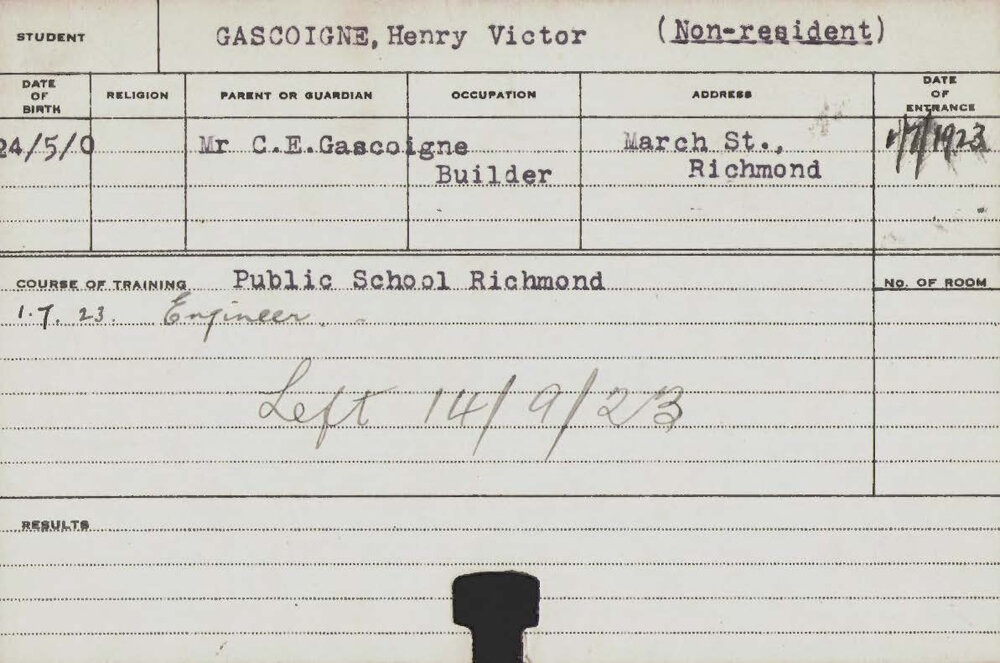 STUDENT GASCOIGNE, Henry Victor (Non-resident)
DATE OF BIRTH RELIGION PARENT OR GUARDIAN OCCUPATION ADDRESS DATE OF ENTRANCE
24/5/0 Mr C.E.Gascoigne March St., 1/7/1923
Builder Richmond
COURSE OF TRAINING Public School Richmond NO. OF ROOM
1.7.23. Engineer.
Left 14/9/23
RESULTS